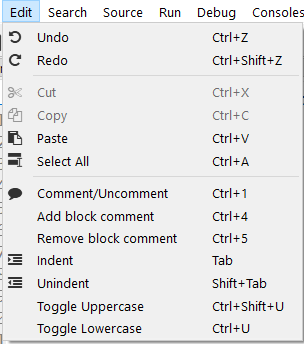 Edit Search Source Run Debug Consoles
Undo Ctrl+Z
Redo Ctrl+Shift+Z
Cut Ctrl+X
Copy Ctrl+C
Paste Ctrl+V
Select All Ctrl+A
Comment/Uncomment Ctrl+1
Add block comment Ctrl+4
Remove block comment Ctrl+5
Indent Tab
Unindent Shift+Tab
Toggle Uppercase Ctrl+Shift+U
Toggle Lowercase Ctrl+U